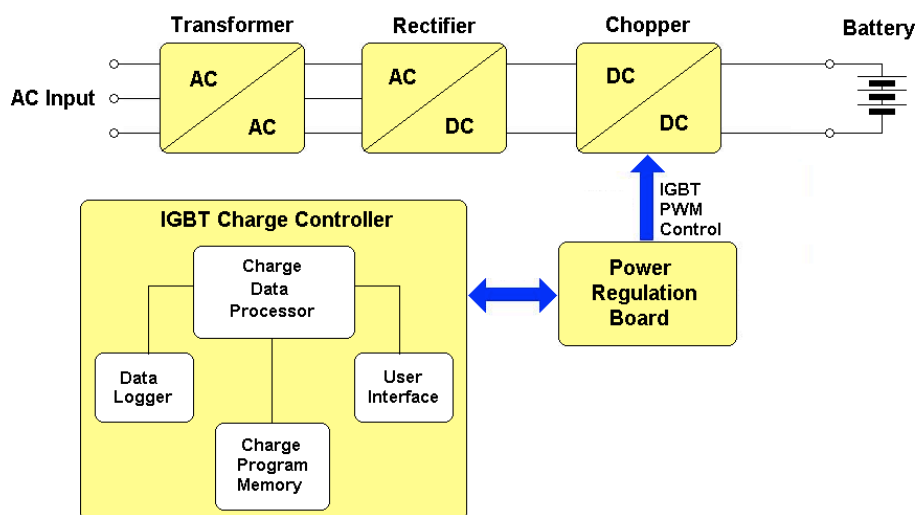 Transformer
Rectifier
Chopper
Battery
AC Input
AC
AC
AC
DC
DC
DC
IGBT
PWM
Control
IGBT Charge Controller
Charge
Data
Processor
Data
Logger
User
Interface
Charge
Program
Memory
Power
Regulation
Board